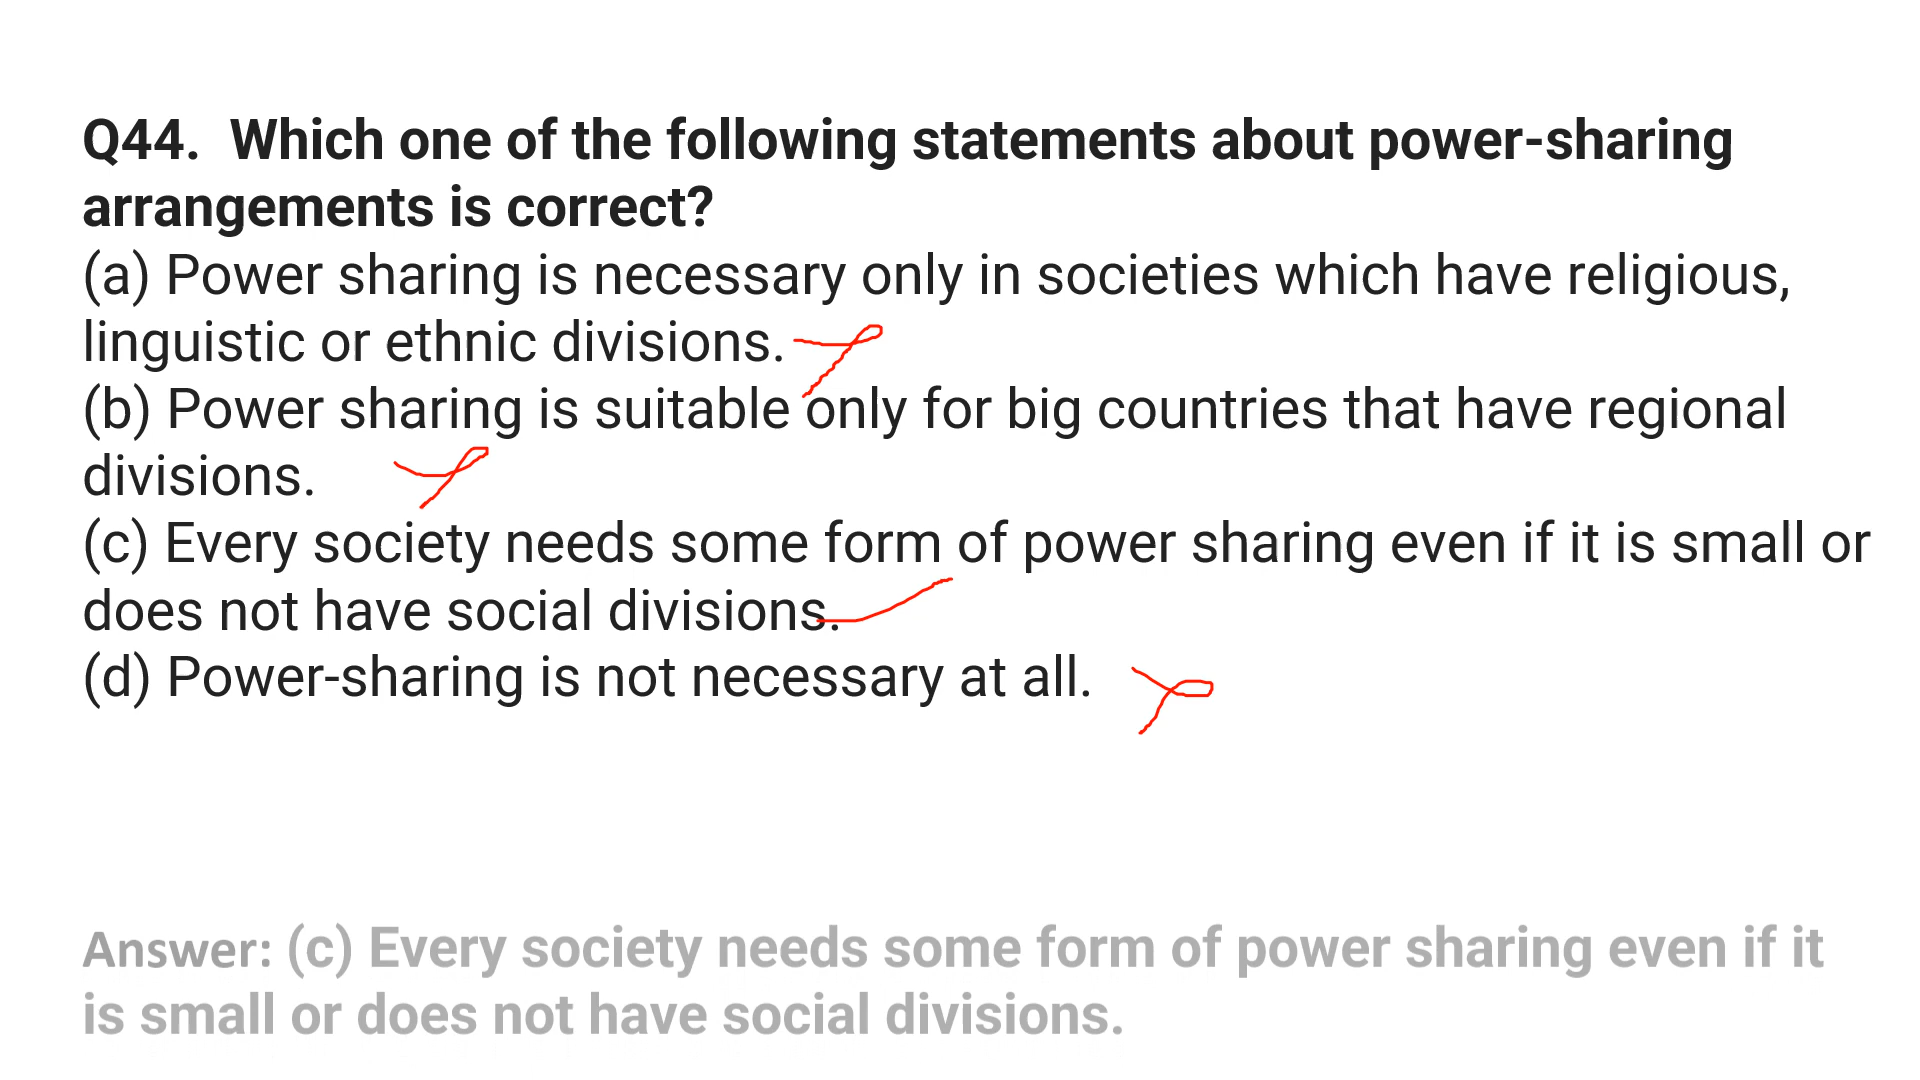 Q44. Which one of the following statements about power-sharing
arrangements is correct?
(a) Power sharing is necessary only in societies which have religious,
linguistic or ethnic divisions.
(b) Power sharing is suitable only for big countries that have regional
divisions.
(c) Every society needs some form of power sharing even if it is small or
does not have social divisions.
(d) Power-sharing is not necessary at all.
Answer: (c) Every society needs some form of power sharing even if it
is small or does not have social divisions.